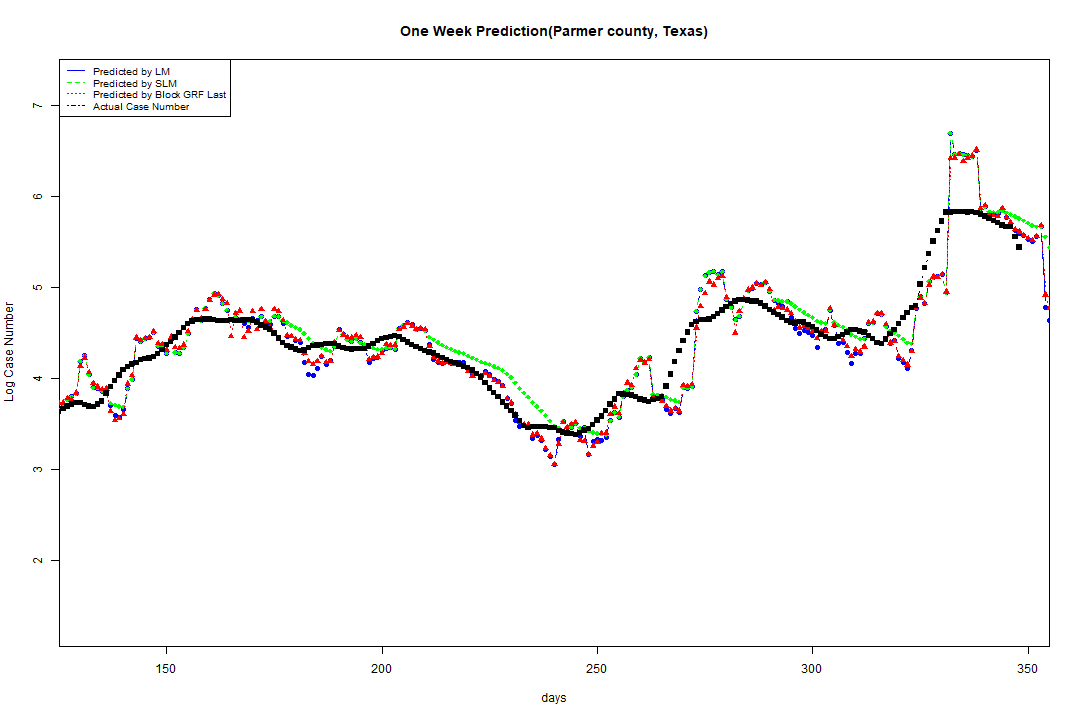 One Week Prediction(Parmer county, Texas)
Predicted by LM
Predicted by SLM
Predicted by Block GRF Last
Actual Case Number
7
6
5
4
3
2
Log Case Number
150
200
250
300
350
days